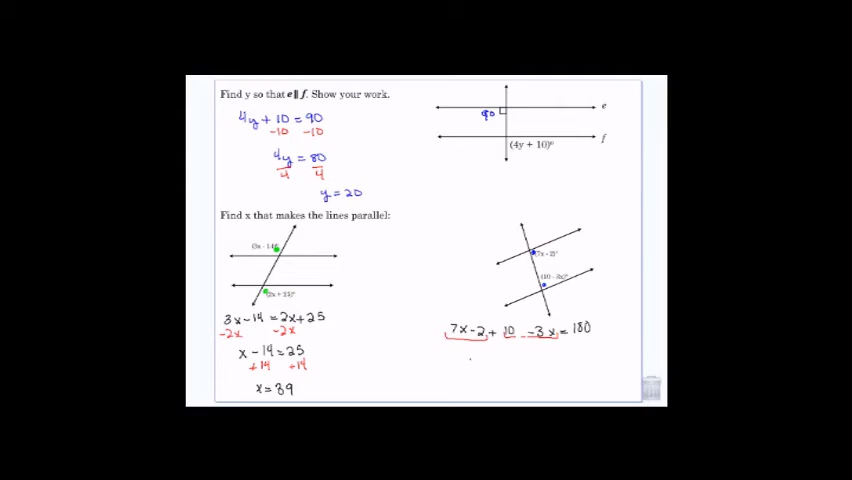 Find y so that e ∥ f. Show your work.
4y + 10 = 90
-10 -10
4y = 80
4 4
y = 20
e
90
f
(4y + 10)°
Find x that makes the lines parallel:
(3x - 14)°
(2x + 25)°
3x - 14 = 2x + 25
-2x -2x
x - 14 = 25
+14 +14
x = 39
(7x - 2)°
(10 - 3x)°
7x - 2 + 10 - 3x = 180